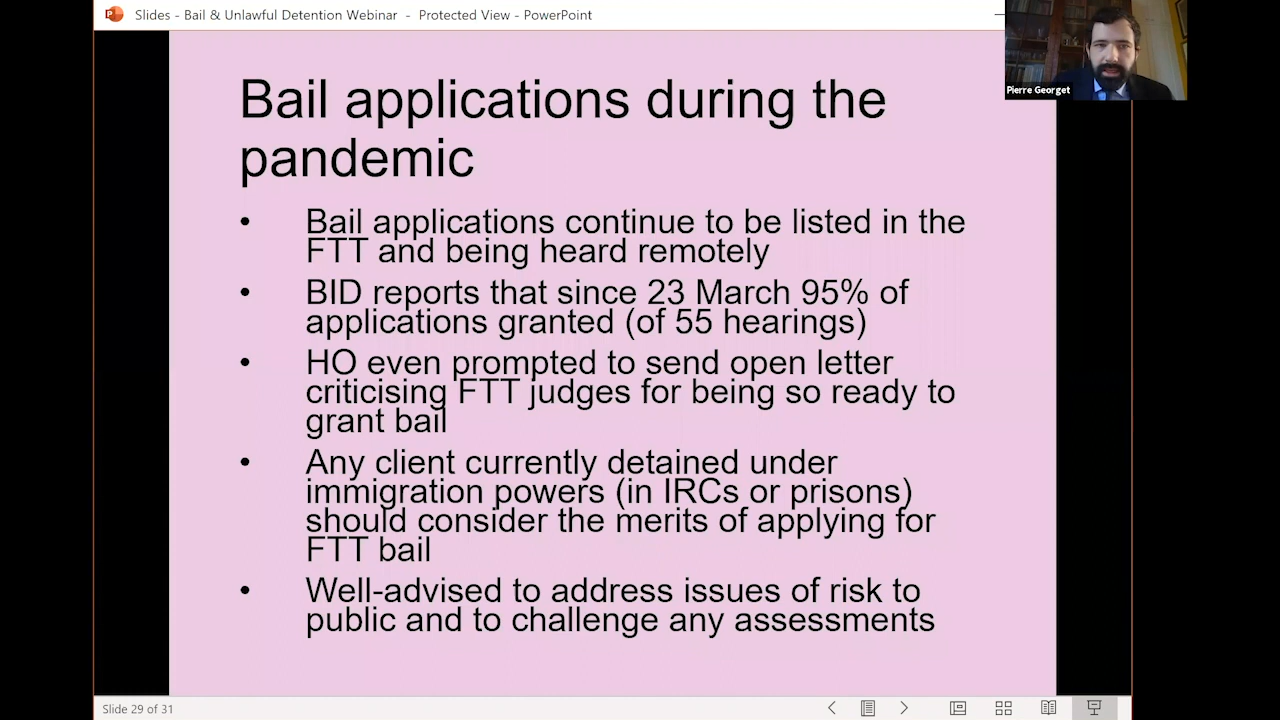 Slides - Bail & Unlawful Detention Webinar - Protected View - PowerPoint
Pierre Georget
Bail applications during the
pandemic
• Bail applications continue to be listed in the
FTT and being heard remotely
• BID reports that since 23 March 95% of
applications granted (of 55 hearings)
• HO even prompted to send open letter
criticising FTT judges for being so ready to
grant bail
• Any client currently detained under
immigration powers (in IRCs or prisons)
should consider the merits of applying for
FTT bail
• Well-advised to address issues of risk to
public and to challenge any assessments
Slide 29 of 31